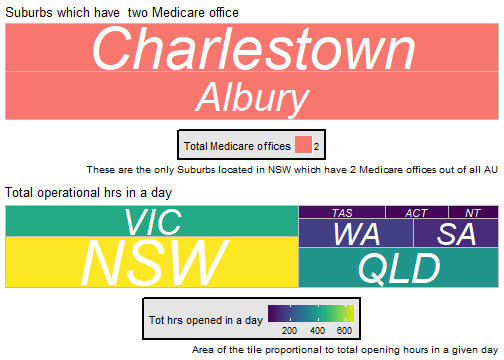 Suburbs which have  two Medicare office
Charlestown
Albury
Total Medicare offices 2
These are the only Suburbs located in NSW which have 2 Medicare offices out of all AU
Total operational hrs in a day
VIC
NSW
TAS ACT NT
WA SA
QLD
Tot hrs opened in a day
200 400 600
Area of the tile proportional to total opening hours in a given day